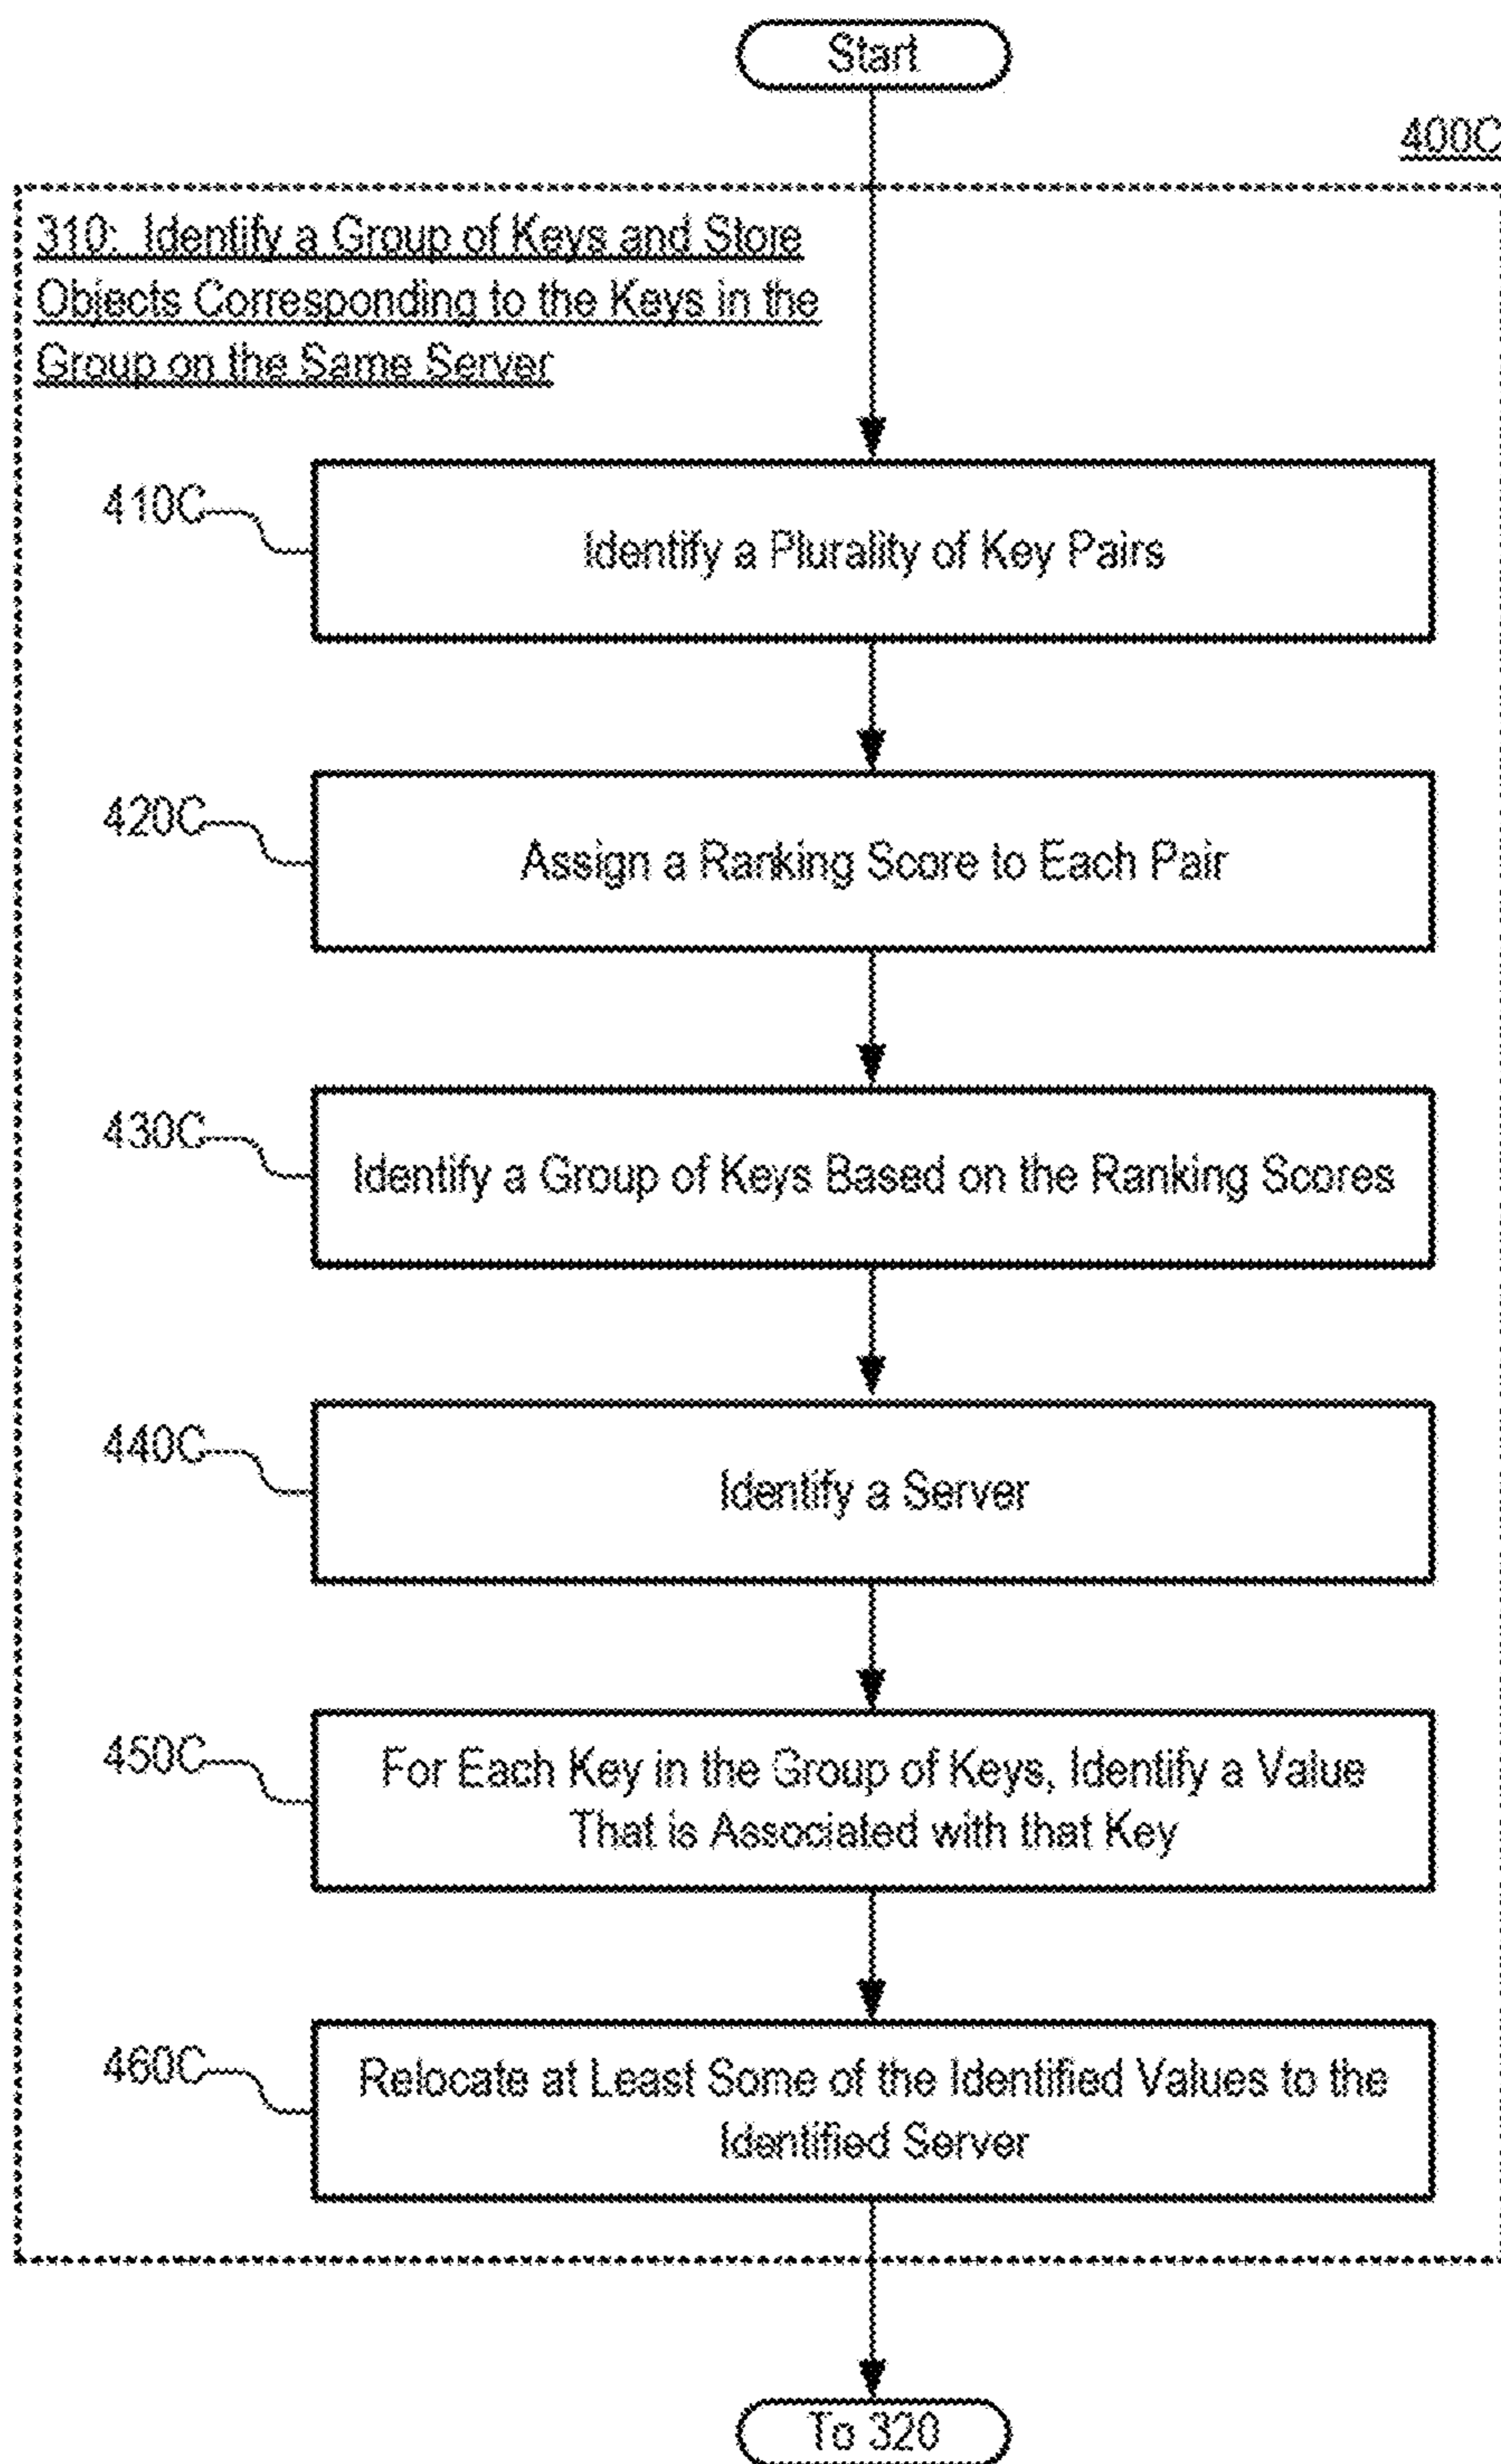 Start
400C
310: Identify a Group of Keys and Store
Objects Corresponding to the Keys in the
Group on the Same Server
410C
Identify a Plurality of Key Pairs
420C
Assign a Ranking Score to Each Pair
430C
Identify a Group of Keys Based on the Ranking Scores
440C
Identify a Server
450C
For Each Key in the Group of Keys, Identify a Value
That is Associated with that Key
460C
Relocate at Least Some of the Identified Values to the
Identified Server
To 320